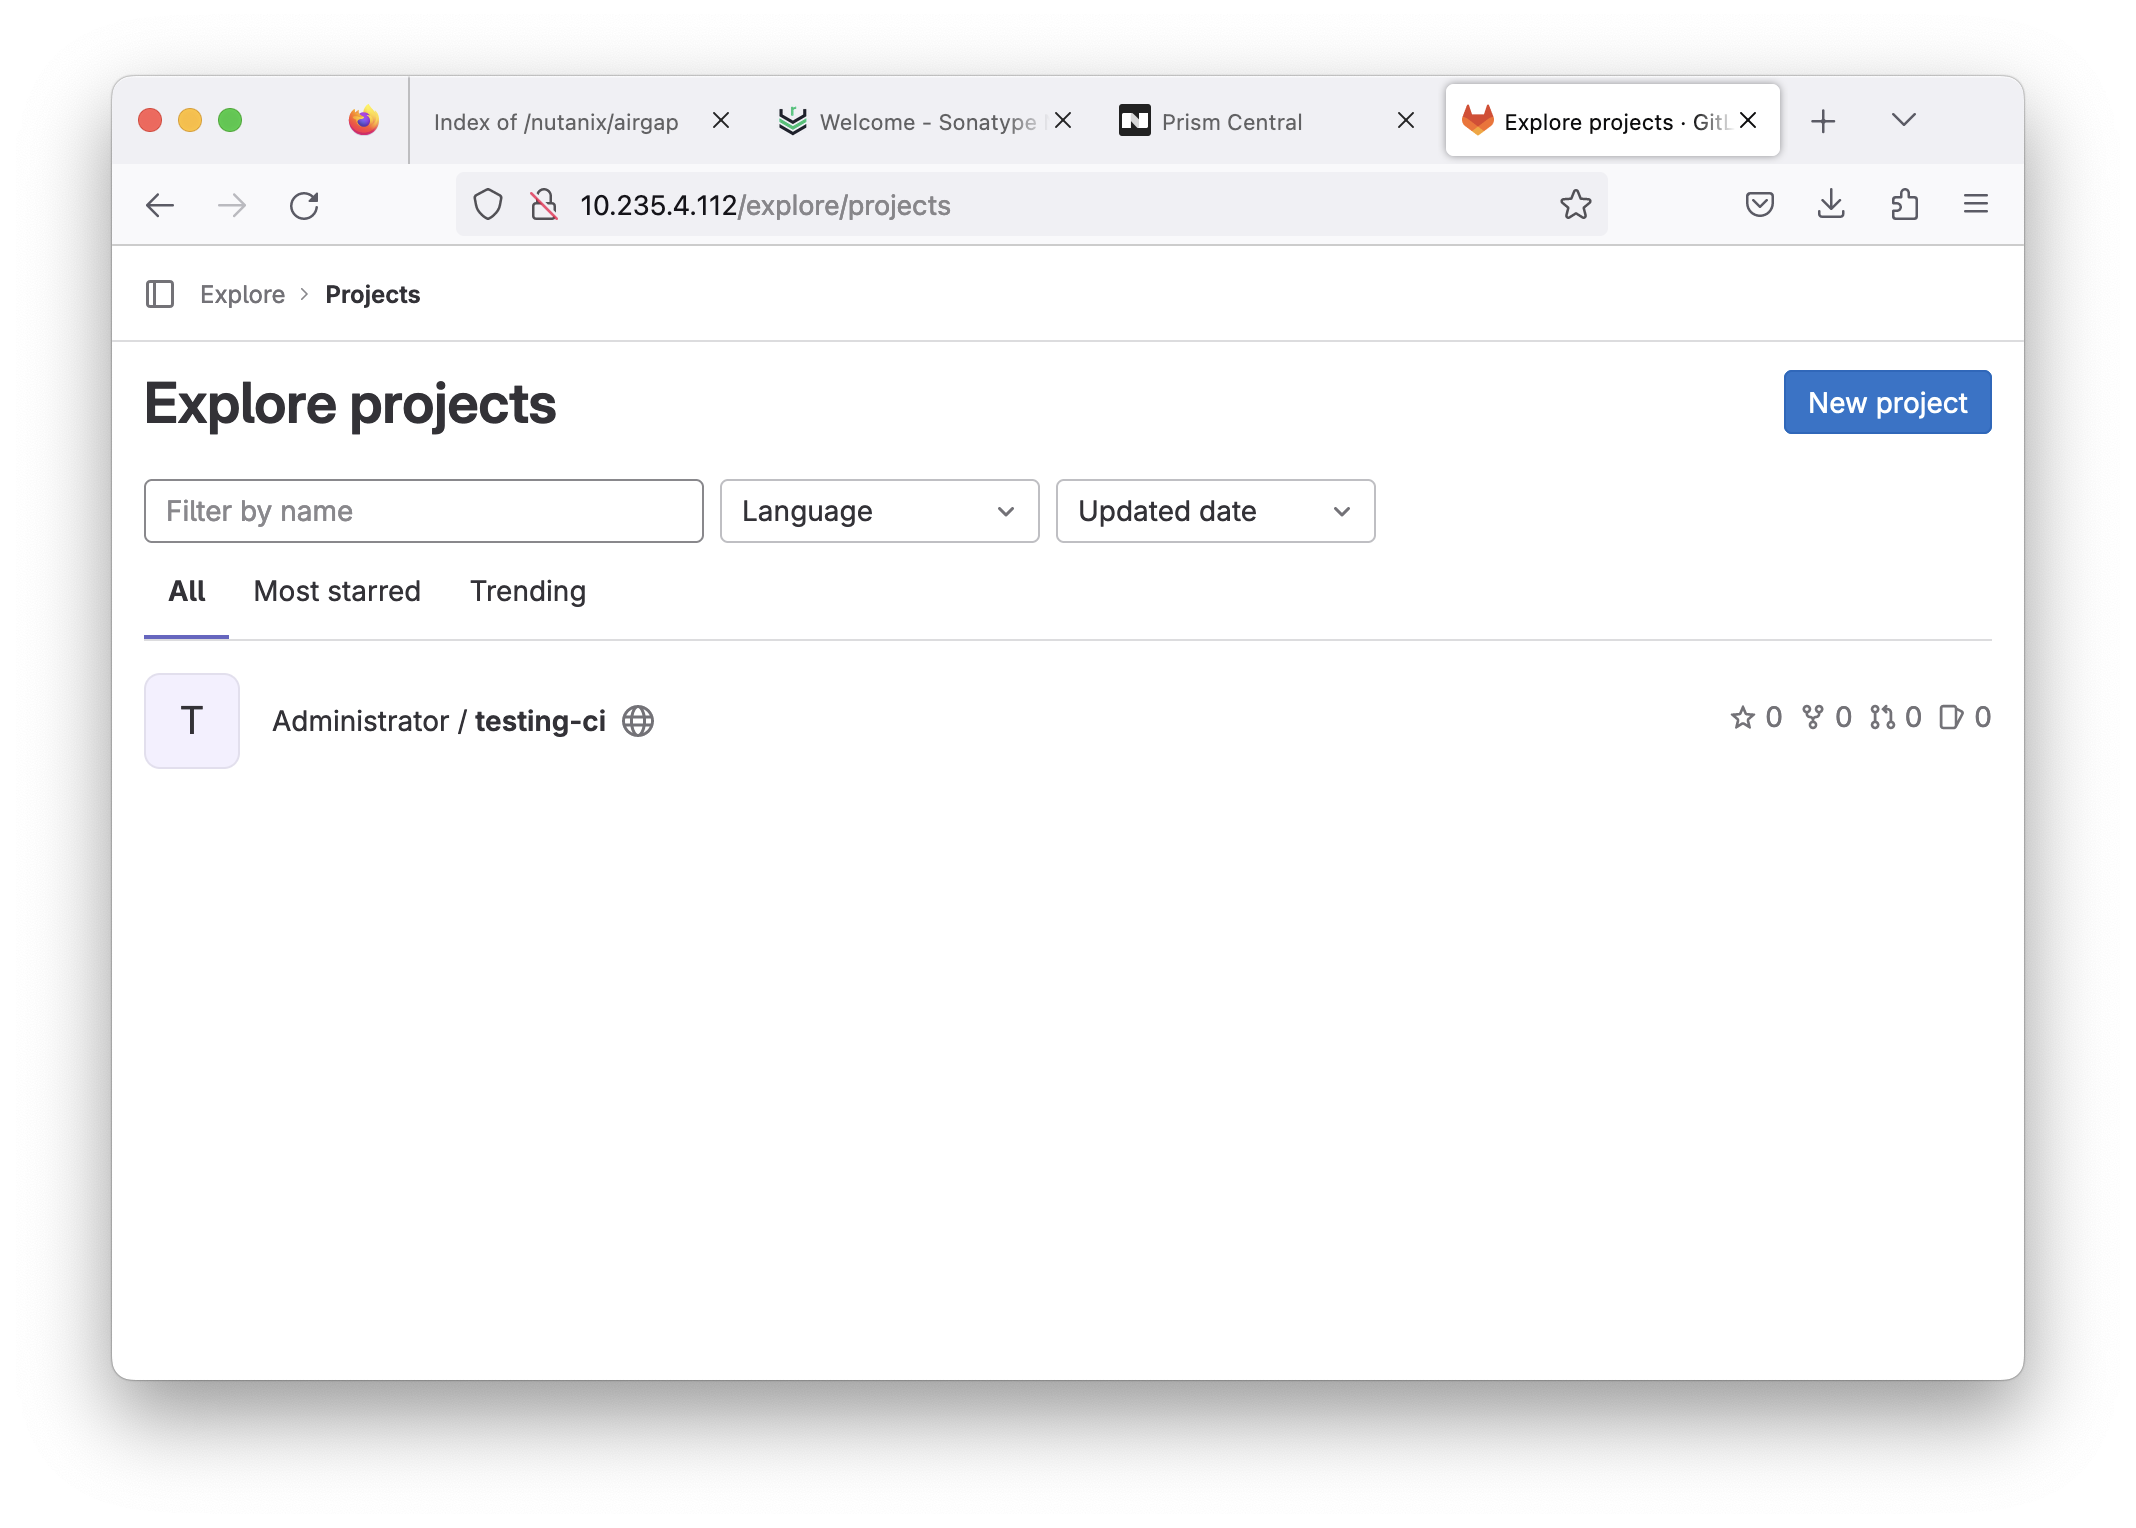 Index of /nutanix/airgap Welcome - Sonatype Prism Central Explore projects · GitL
10.235.4.112/explore/projects
Explore Projects
Explore projects New project
Filter by name Language Updated date
All Most starred Trending
T Administrator / testing-ci 0 0 0 0